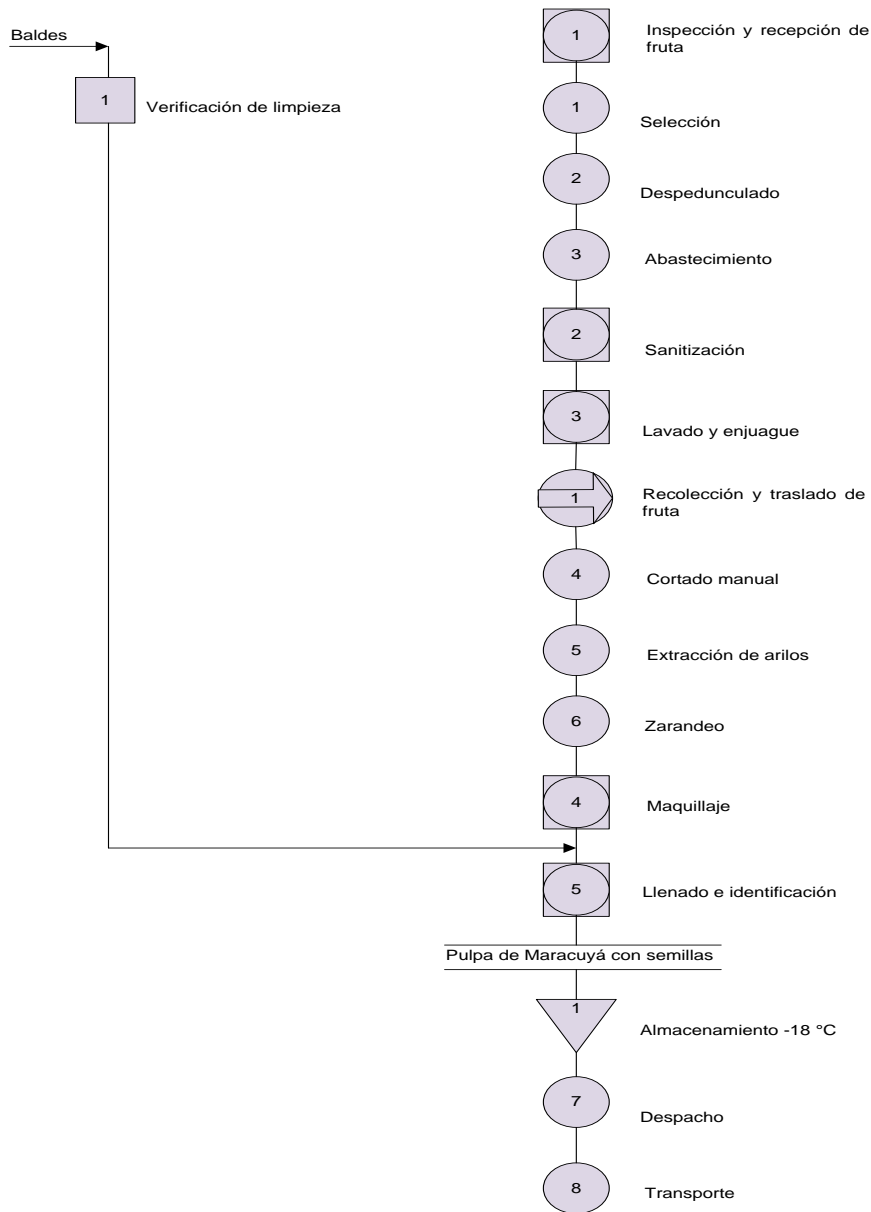 Baldes
1
Verificación de limpieza
1
Inspección y recepción de
fruta
1
Selección
2
Despedunculado
3
Abastecimiento
2
Sanitización
3
Lavado y enjuague
1
Recolección y traslado de
fruta
4
Cortado manual
5
Extracción de arilos
6
Zarandeo
4
Maquillaje
5
Llenado e identificación
Pulpa de Maracuyá con semillas
1
Almacenamiento -18 °C
7
Despacho
8
Transporte